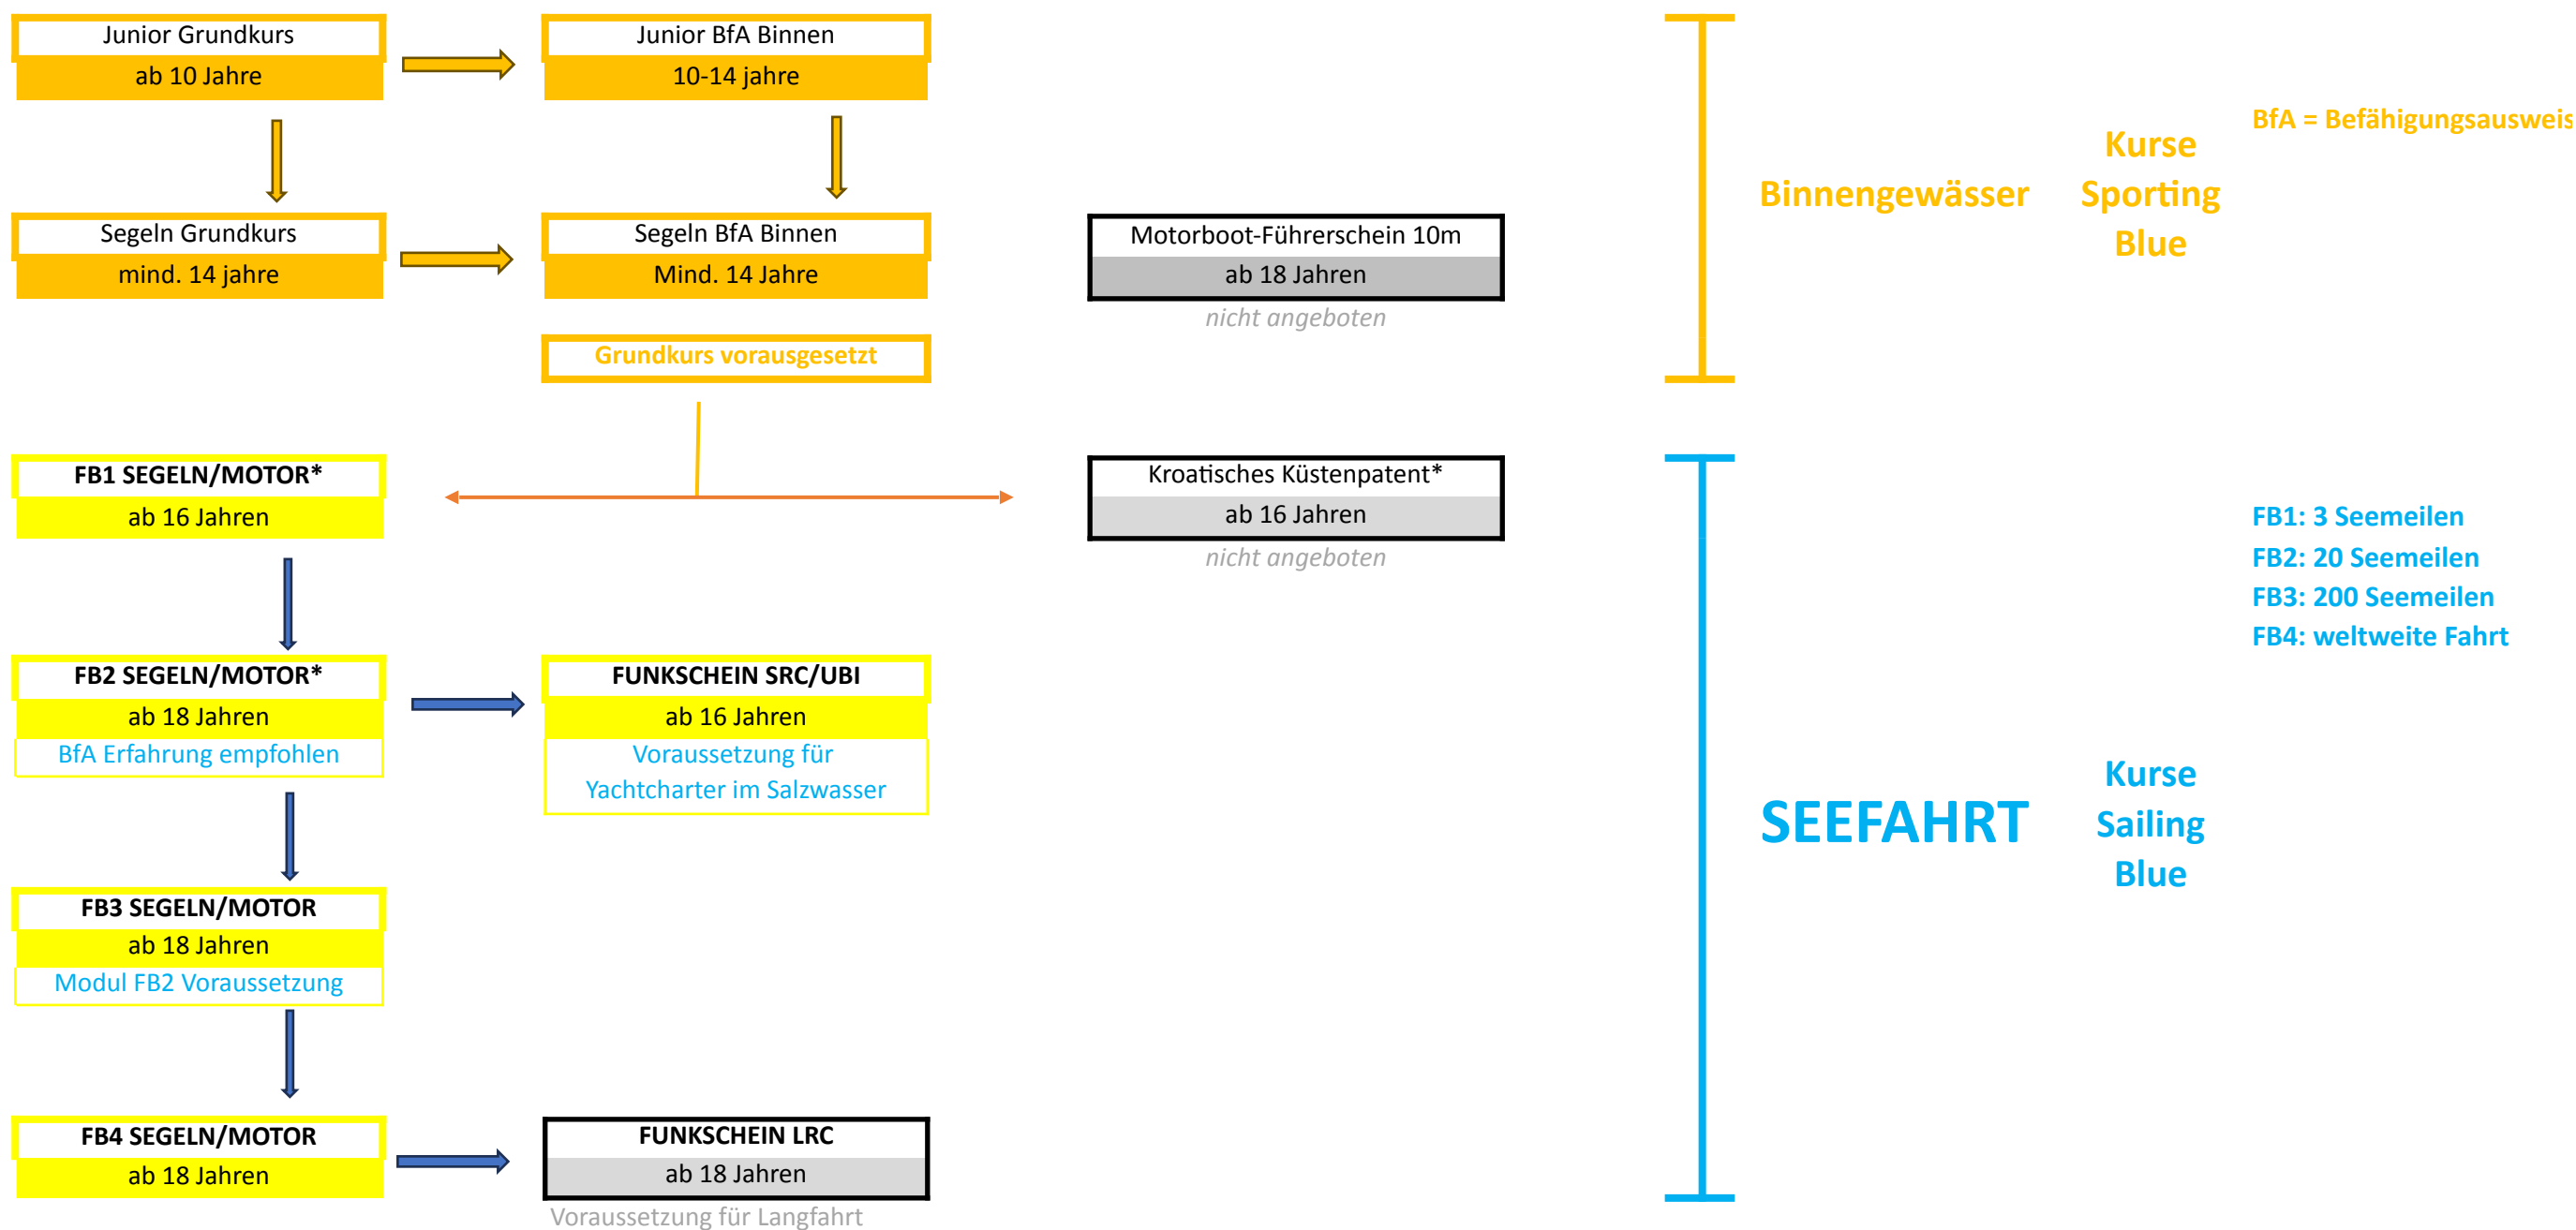 Junior Grundkurs
ab 10 Jahre
Junior BfA Binnen
10-14 jahre
Segeln Grundkurs
mind. 14 jahre
Segeln BfA Binnen
Mind. 14 Jahre
Motorboot-Führerschein 10m
ab 18 Jahren
nicht angeboten
Grundkurs vorausgesetzt
Binnengewässer
Kurse
Sporting
Blue
BfA = Befähigungsausweis
FB1 SEGELN/MOTOR*
ab 16 Jahren
Kroatisches Küstenpatent*
ab 16 Jahren
nicht angeboten
FB2 SEGELN/MOTOR*
ab 18 Jahren
BfA Erfahrung empfohlen
FUNKSCHEIN SRC/UBI
ab 16 Jahren
Voraussetzung für
Yachtcharter im Salzwasser
FB3 SEGELN/MOTOR
ab 18 Jahren
Modul FB2 Voraussetzung
FB4 SEGELN/MOTOR
ab 18 Jahren
FUNKSCHEIN LRC
ab 18 Jahren
Voraussetzung für Langfahrt
SEEFAHRT
Kurse
Sailing
Blue
FB1: 3 Seemeilen
FB2: 20 Seemeilen
FB3: 200 Seemeilen
FB4: weltweite Fahrt